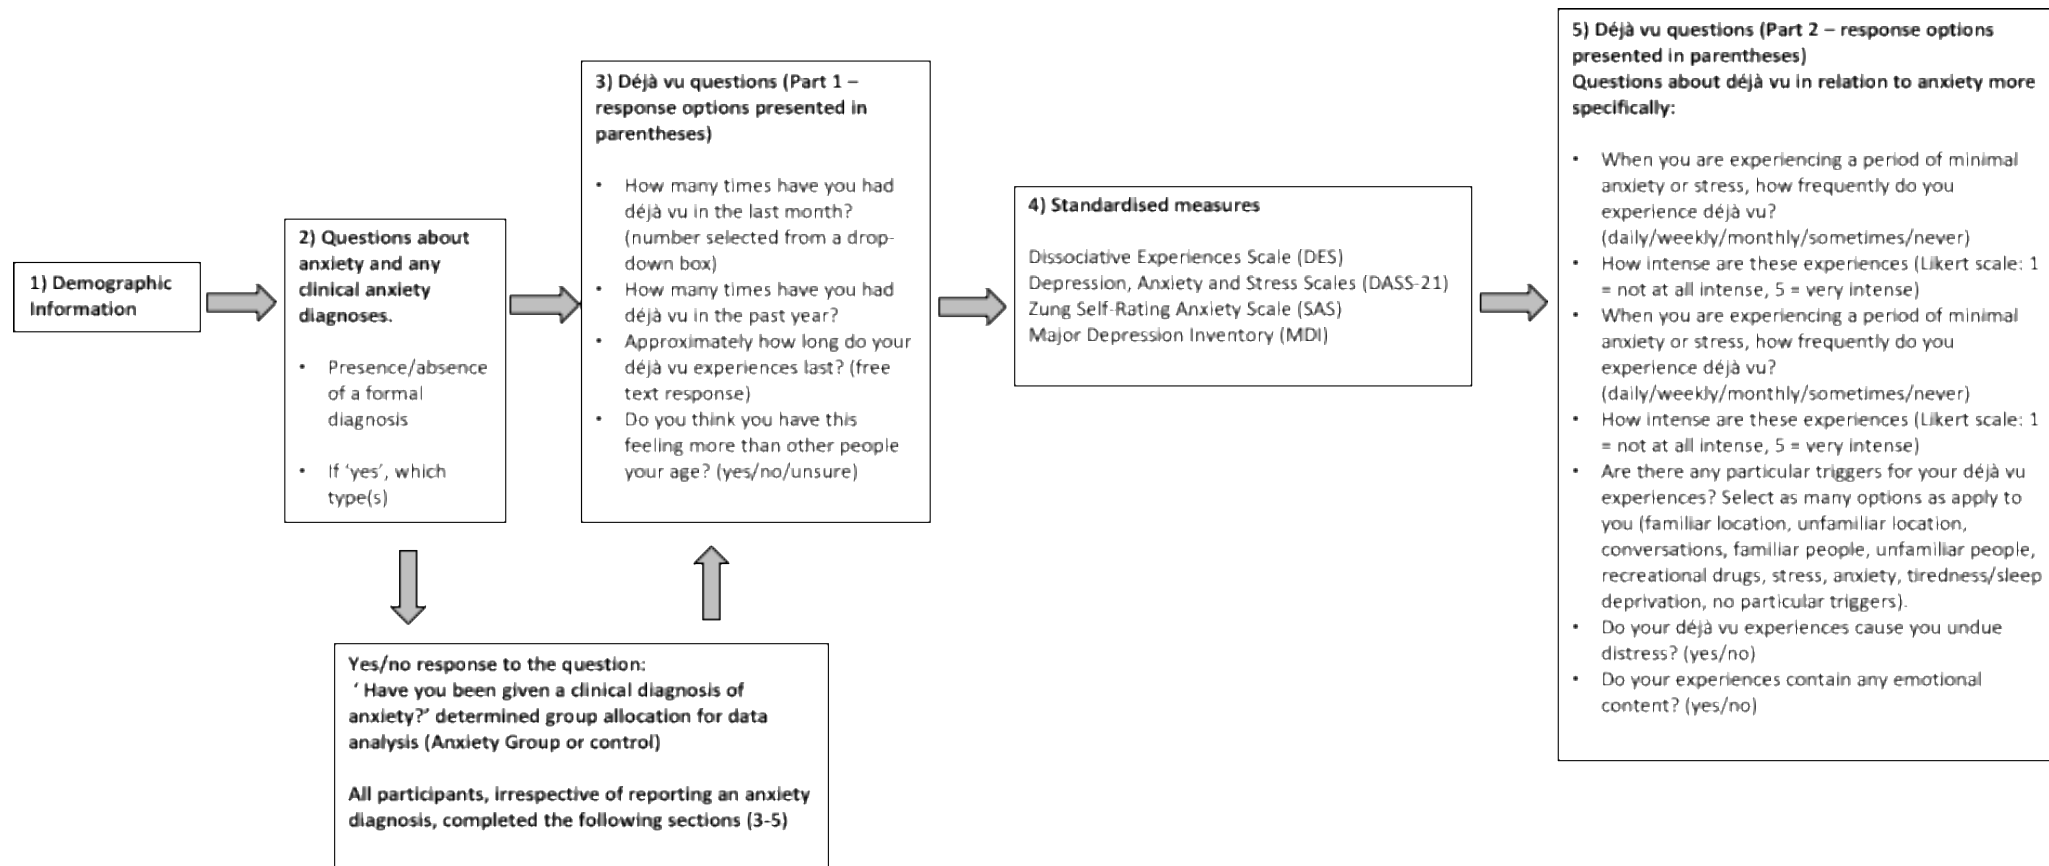 1) Demographic
Information
2) Questions about
anxiety and any
clinical anxiety
diagnoses.
• Presence/absence
of a formal
diagnosis
• If ‘yes’, which
type(s)
Yes/no response to the question:
‘ Have you been given a clinical diagnosis of
anxiety?’ determined group allocation for data
analysis (Anxiety Group or control)
All participants, irrespective of reporting an anxiety
diagnosis, completed the following sections (3-5)
3) Déjà vu questions (Part 1 –
response options presented in
parentheses)
• How many times have you had
déjà vu in the last month?
(number selected from a drop-
down box)
• How many times have you had
déjà vu in the past year?
• Approximately how long do your
déjà vu experiences last? (free
text response)
• Do you think you have this
feeling more than other people
your age? (yes/no/unsure)
4) Standardised measures
Dissociative Experiences Scale (DES)
Depression, Anxiety and Stress Scales (DASS-21)
Zung Self-Rating Anxiety Scale (SAS)
Major Depression Inventory (MDI)
5) Déjà vu questions (Part 2 – response options
presented in parentheses)
Questions about déjà vu in relation to anxiety more
specifically:
• When you are experiencing a period of minimal
anxiety or stress, how frequently do you
experience déjà vu?
(daily/weekly/monthly/sometimes/never)
• How intense are these experiences (Likert scale: 1
= not at all intense, 5 = very intense)
• When you are experiencing a period of minimal
anxiety or stress, how frequently do you
experience déjà vu?
(daily/weekly/monthly/sometimes/never)
• How intense are these experiences (Likert scale: 1
= not at all intense, 5 = very intense)
• Are there any particular triggers for your déjà vu
experiences? Select as many options as apply to
you (familiar location, unfamiliar location,
conversations, familiar people, unfamiliar people,
recreational drugs, stress, anxiety, tiredness/sleep
deprivation, no particular triggers).
• Do your déjà vu experiences cause you undue
distress? (yes/no)
• Do your experiences contain any emotional
content? (yes/no)